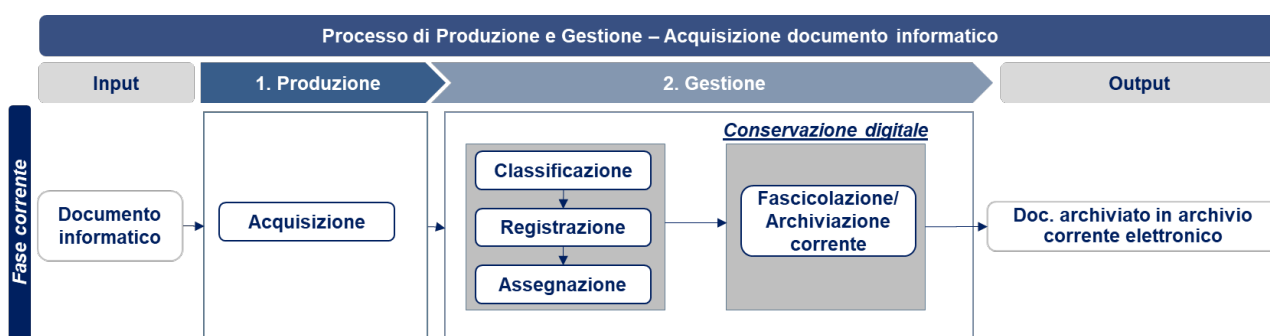 Processo di Produzione e Gestione – Acquisizione documento informatico
Input
1. Produzione
2. Gestione
Output
Fase corrente
Documento
informatico
Acquisizione
Classificazione
Registrazione
Assegnazione
Conservazione digitale
Fascicolazione/
Archiviazione
corrente
Doc. archiviato in archivio
corrente elettronico